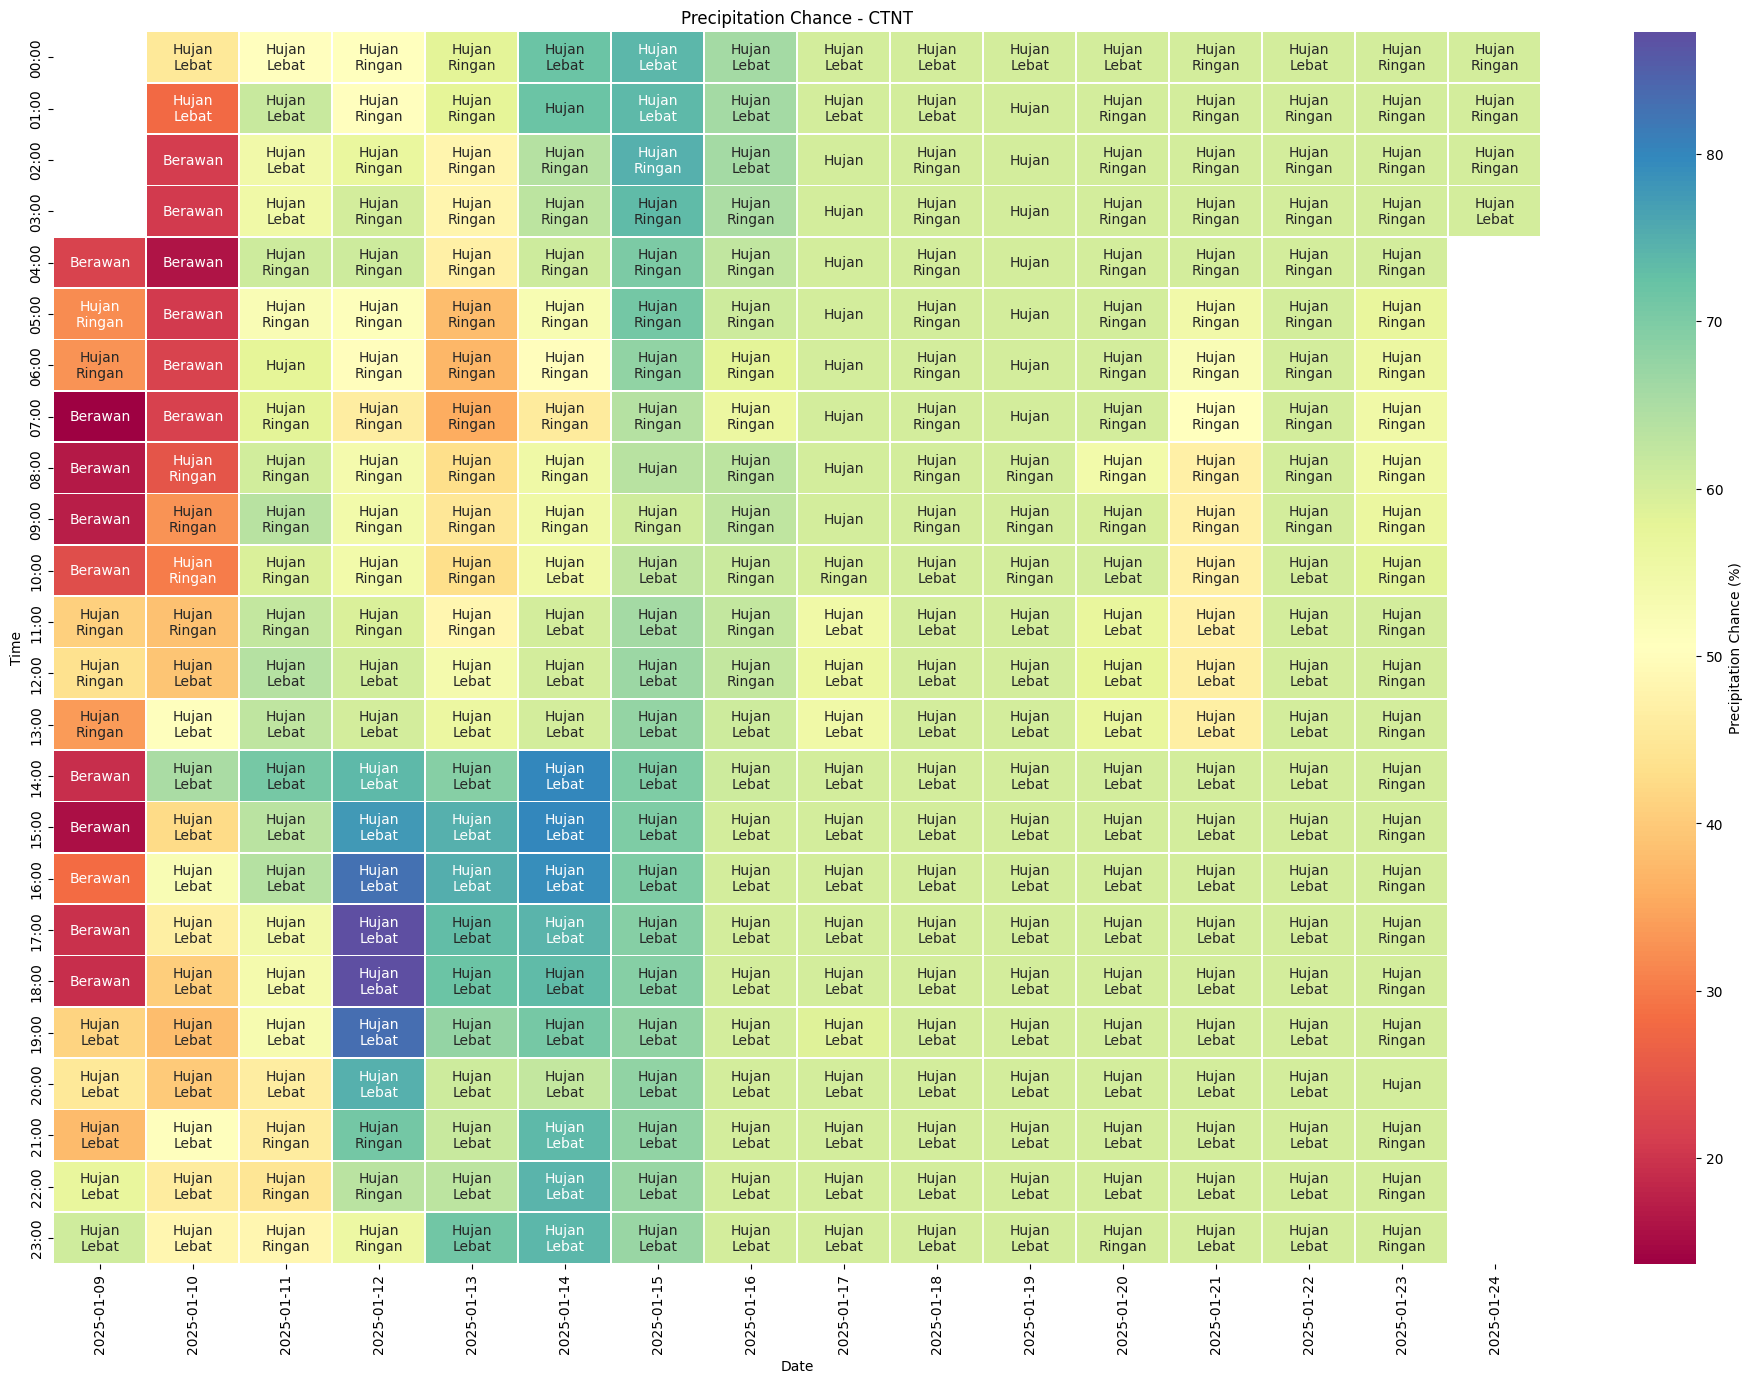 Precipitation Chance - CTNT
00:00 Hujan Lebat Hujan Lebat Hujan Ringan Hujan Ringan Hujan Lebat Hujan Lebat Hujan Lebat Hujan Lebat Hujan Lebat Hujan Lebat Hujan Lebat Hujan Ringan Hujan Lebat Hujan Ringan Hujan Ringan
01:00 Hujan Lebat Hujan Lebat Hujan Ringan Hujan Ringan Hujan Hujan Lebat Hujan Lebat Hujan Lebat Hujan Lebat Hujan Hujan Ringan Hujan Ringan Hujan Ringan Hujan Ringan Hujan Ringan
02:00 Berawan Hujan Lebat Hujan Ringan Hujan Ringan Hujan Ringan Hujan Ringan Hujan Lebat Hujan Hujan Ringan Hujan Hujan Ringan Hujan Ringan Hujan Ringan Hujan Ringan Hujan Ringan
03:00 Berawan Hujan Lebat Hujan Ringan Hujan Ringan Hujan Ringan Hujan Ringan Hujan Ringan Hujan Hujan Ringan Hujan Hujan Ringan Hujan Ringan Hujan Ringan Hujan Ringan Hujan Lebat
04:00 Berawan Berawan Hujan Ringan Hujan Ringan Hujan Ringan Hujan Ringan Hujan Ringan Hujan Ringan Hujan Hujan Ringan Hujan Hujan Ringan Hujan Ringan Hujan Ringan Hujan Ringan
05:00 Hujan Ringan Berawan Hujan Ringan Hujan Ringan Hujan Ringan Hujan Ringan Hujan Ringan Hujan Ringan Hujan Hujan Ringan Hujan Hujan Ringan Hujan Ringan Hujan Ringan Hujan Ringan
06:00 Hujan Ringan Berawan Hujan Hujan Ringan Hujan Ringan Hujan Ringan Hujan Ringan Hujan Ringan Hujan Hujan Ringan Hujan Hujan Ringan Hujan Ringan Hujan Ringan Hujan Ringan
07:00 Berawan Berawan Hujan Ringan Hujan Ringan Hujan Ringan Hujan Ringan Hujan Ringan Hujan Ringan Hujan Hujan Ringan Hujan Hujan Ringan Hujan Ringan Hujan Ringan Hujan Ringan
08:00 Berawan Hujan Ringan Hujan Ringan Hujan Ringan Hujan Ringan Hujan Ringan Hujan Hujan Ringan Hujan Hujan Ringan Hujan Ringan Hujan Ringan Hujan Ringan Hujan Ringan Hujan Ringan
09:00 Berawan Hujan Ringan Hujan Ringan Hujan Ringan Hujan Ringan Hujan Ringan Hujan Ringan Hujan Ringan Hujan Hujan Ringan Hujan Ringan Hujan Ringan Hujan Ringan Hujan Ringan Hujan Ringan
10:00 Berawan Hujan Ringan Hujan Ringan Hujan Ringan Hujan Ringan Hujan Lebat Hujan Lebat Hujan Ringan Hujan Ringan Hujan Lebat Hujan Ringan Hujan Lebat Hujan Ringan Hujan Lebat Hujan Ringan
11:00 Hujan Ringan Hujan Ringan Hujan Ringan Hujan Ringan Hujan Ringan Hujan Lebat Hujan Lebat Hujan Ringan Hujan Lebat Hujan Lebat Hujan Lebat Hujan Lebat Hujan Lebat Hujan Lebat Hujan Ringan
12:00 Hujan Ringan Hujan Lebat Hujan Lebat Hujan Lebat Hujan Lebat Hujan Lebat Hujan Lebat Hujan Ringan Hujan Lebat Hujan Lebat Hujan Lebat Hujan Lebat Hujan Lebat Hujan Lebat Hujan Ringan
13:00 Hujan Ringan Hujan Lebat Hujan Lebat Hujan Lebat Hujan Lebat Hujan Lebat Hujan Lebat Hujan Lebat Hujan Lebat Hujan Lebat Hujan Lebat Hujan Lebat Hujan Lebat Hujan Lebat Hujan Ringan
14:00 Berawan Hujan Lebat Hujan Lebat Hujan Lebat Hujan Lebat Hujan Lebat Hujan Lebat Hujan Lebat Hujan Lebat Hujan Lebat Hujan Lebat Hujan Lebat Hujan Lebat Hujan Lebat Hujan Ringan
15:00 Berawan Hujan Lebat Hujan Lebat Hujan Lebat Hujan Lebat Hujan Lebat Hujan Lebat Hujan Lebat Hujan Lebat Hujan Lebat Hujan Lebat Hujan Lebat Hujan Lebat Hujan Lebat Hujan Ringan
16:00 Berawan Hujan Lebat Hujan Lebat Hujan Lebat Hujan Lebat Hujan Lebat Hujan Lebat Hujan Lebat Hujan Lebat Hujan Lebat Hujan Lebat Hujan Lebat Hujan Lebat Hujan Lebat Hujan Ringan
17:00 Berawan Hujan Lebat Hujan Lebat Hujan Lebat Hujan Lebat Hujan Lebat Hujan Lebat Hujan Lebat Hujan Lebat Hujan Lebat Hujan Lebat Hujan Lebat Hujan Lebat Hujan Lebat Hujan Ringan
18:00 Berawan Hujan Lebat Hujan Lebat Hujan Lebat Hujan Lebat Hujan Lebat Hujan Lebat Hujan Lebat Hujan Lebat Hujan Lebat Hujan Lebat Hujan Lebat Hujan Lebat Hujan Lebat Hujan Ringan
19:00 Hujan Lebat Hujan Lebat Hujan Lebat Hujan Lebat Hujan Lebat Hujan Lebat Hujan Lebat Hujan Lebat Hujan Lebat Hujan Lebat Hujan Lebat Hujan Lebat Hujan Lebat Hujan Lebat Hujan Ringan
20:00 Hujan Lebat Hujan Lebat Hujan Lebat Hujan Lebat Hujan Lebat Hujan Lebat Hujan Lebat Hujan Lebat Hujan Lebat Hujan Lebat Hujan Lebat Hujan Lebat Hujan Lebat Hujan Lebat Hujan
21:00 Hujan Lebat Hujan Lebat Hujan Ringan Hujan Ringan Hujan Lebat Hujan Lebat Hujan Lebat Hujan Lebat Hujan Lebat Hujan Lebat Hujan Lebat Hujan Lebat Hujan Lebat Hujan Lebat Hujan Ringan
22:00 Hujan Lebat Hujan Lebat Hujan Ringan Hujan Ringan Hujan Lebat Hujan Lebat Hujan Lebat Hujan Lebat Hujan Lebat Hujan Lebat Hujan Lebat Hujan Lebat Hujan Lebat Hujan Lebat Hujan Ringan
23:00 Hujan Lebat Hujan Lebat Hujan Ringan Hujan Ringan Hujan Lebat Hujan Lebat Hujan Lebat Hujan Lebat Hujan Lebat Hujan Lebat Hujan Lebat Hujan Ringan Hujan Lebat Hujan Lebat Hujan Ringan
Time
2025-01-09 2025-01-10 2025-01-11 2025-01-12 2025-01-13 2025-01-14 2025-01-15 2025-01-16 2025-01-17 2025-01-18 2025-01-19 2025-01-20 2025-01-21 2025-01-22 2025-01-23 2025-01-24
Date
80
70
60
50
40
30
20
Precipitation Chance (%)